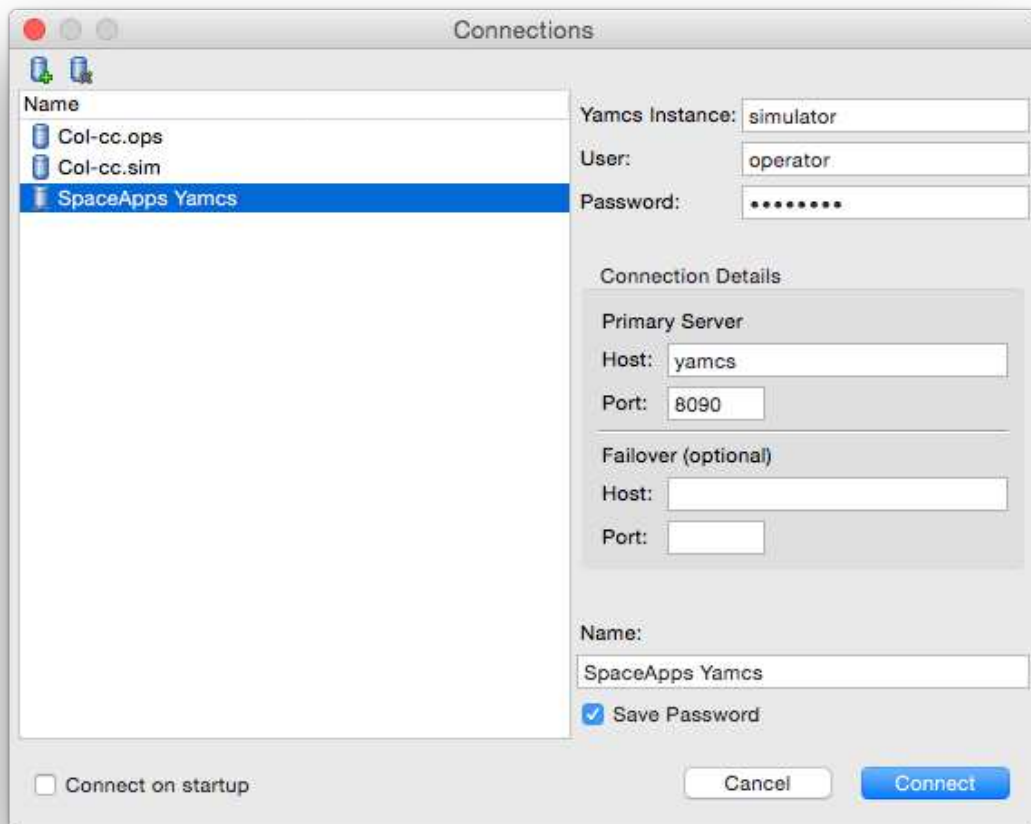 Connections
Name
Col-cc.ops
Col-cc.sim
SpaceApps Yamcs
Yamcs Instance: simulator
User: operator
Password: ••••••••
Connection Details
Primary Server
Host: yamcs
Port: 8090
Failover (optional)
Host:
Port:
Name:
SpaceApps Yamcs
Save Password
Connect on startup
Cancel
Connect